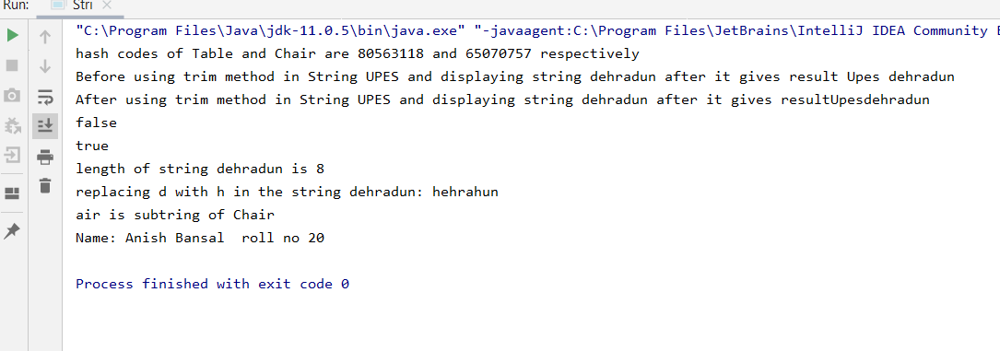 Run: Stri
"C:\Program Files\Java\jdk-11.0.5\bin\java.exe" "-javaagent:C:\Program Files\JetBrains\IntelliJ IDEA Community E
hash codes of Table and Chair are 80563118 and 65070757 respectively
Before using trim method in String UPES and displaying string dehradun after it gives result Upes dehradun
After using trim method in String UPES and displaying string dehradun after it gives resultUpesdehradun
false
true
length of string dehradun is 8
replacing d with h in the string dehradun: hehrahun
air is subtring of Chair
Name: Anish Bansal  roll no 20
Process finished with exit code 0